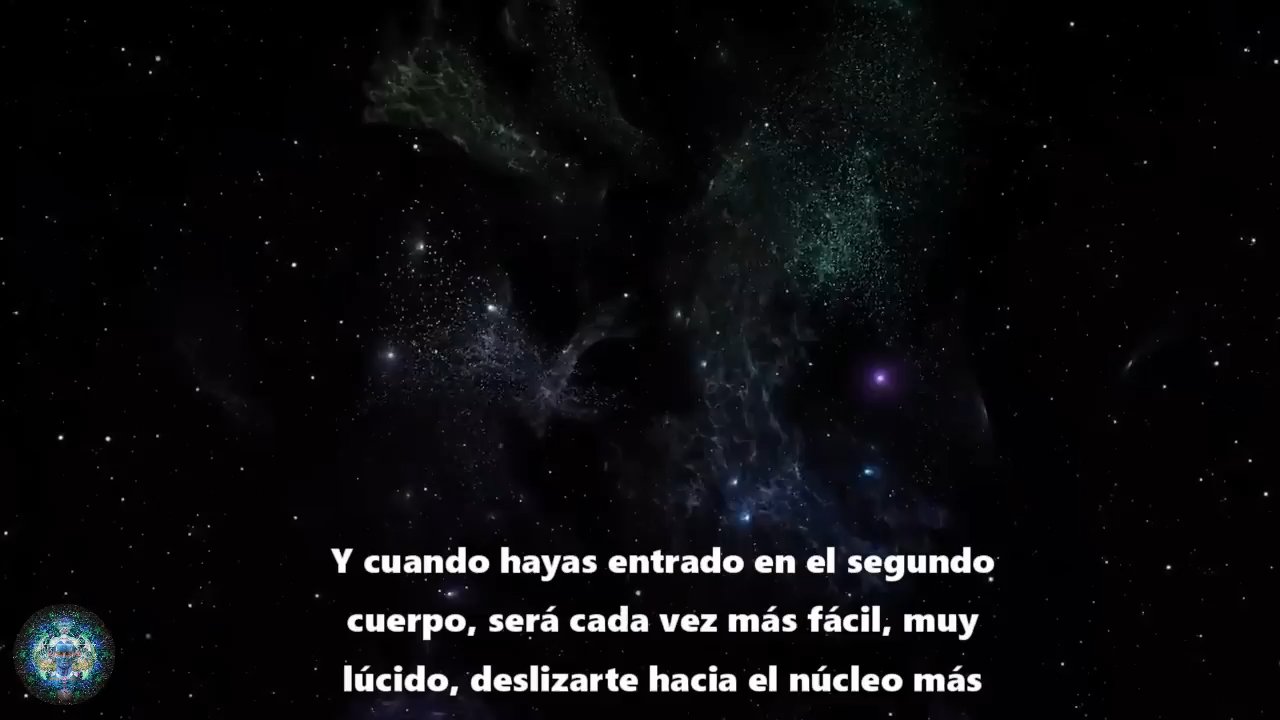 Y cuando hayas entrado en el segundo
cuerpo, será cada vez más fácil, muy
lúcido, deslizarte hacia el núcleo más